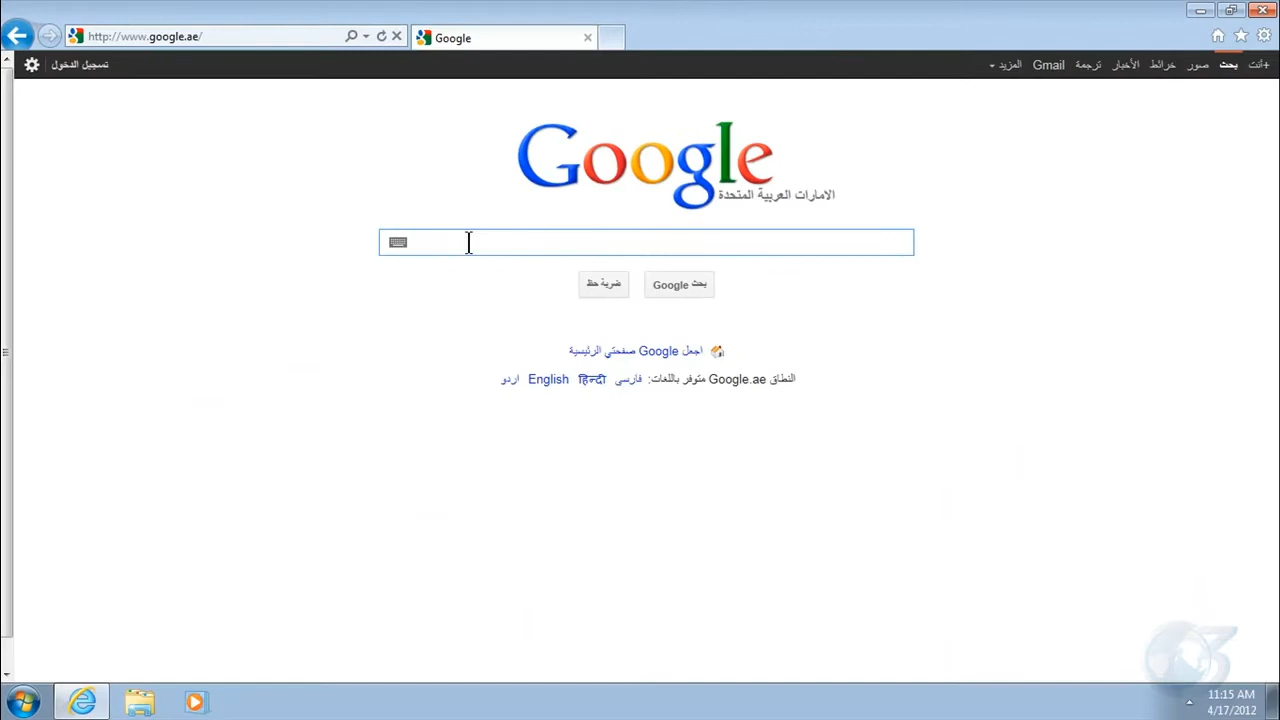 http://www.google.ae/
Google
+أنت بحث صور خرائط الأخبار ترجمة Gmail المزيد
تسجيل الدخول
Google
الامارات العربية المتحدة
بحث Google
ضربة حظ
اجعل Google صفحتي الرئيسية
النطاق Google.ae متوفر باللغات: فارسی हिन्दी English اردو
3
11:15 AM
4/17/2012